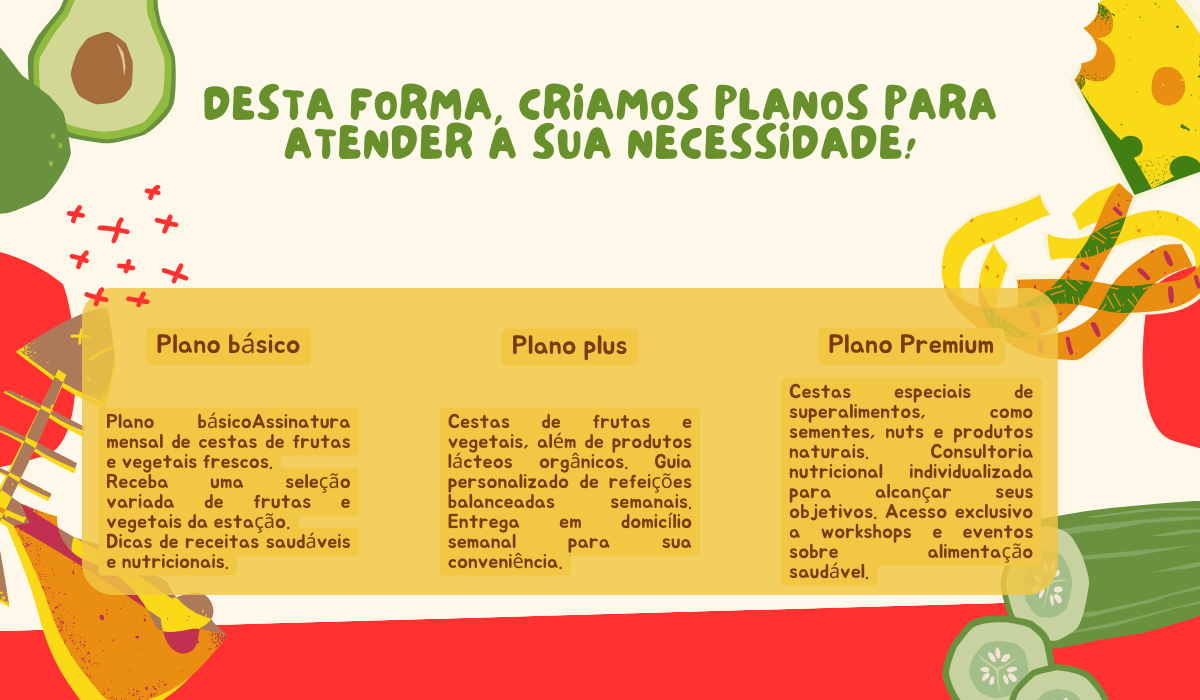 DESTA FORMA, CRIAMOS PLANOS PARA
ATENDER A SUA NECESSIDADE!
Plano básico
Plano básicoAssinatura
mensal de cestas de frutas
e vegetais frescos.
Receba uma seleção
variada de frutas e
vegetais da estação.
Dicas de receitas saudáveis
e nutricionais.
Plano plus
Cestas de frutas e
vegetais, além de produtos
lácteos orgânicos. Guia
personalizado de refeições
balanceadas semanais.
Entrega em domicílio
semanal para sua
conveniência.
Plano Premium
Cestas especiais de
superalimentos, como
sementes, nuts e produtos
naturais. Consultoria
nutricional individualizada
para alcançar seus
objetivos. Acesso exclusivo
a workshops e eventos
sobre alimentação
saudável.